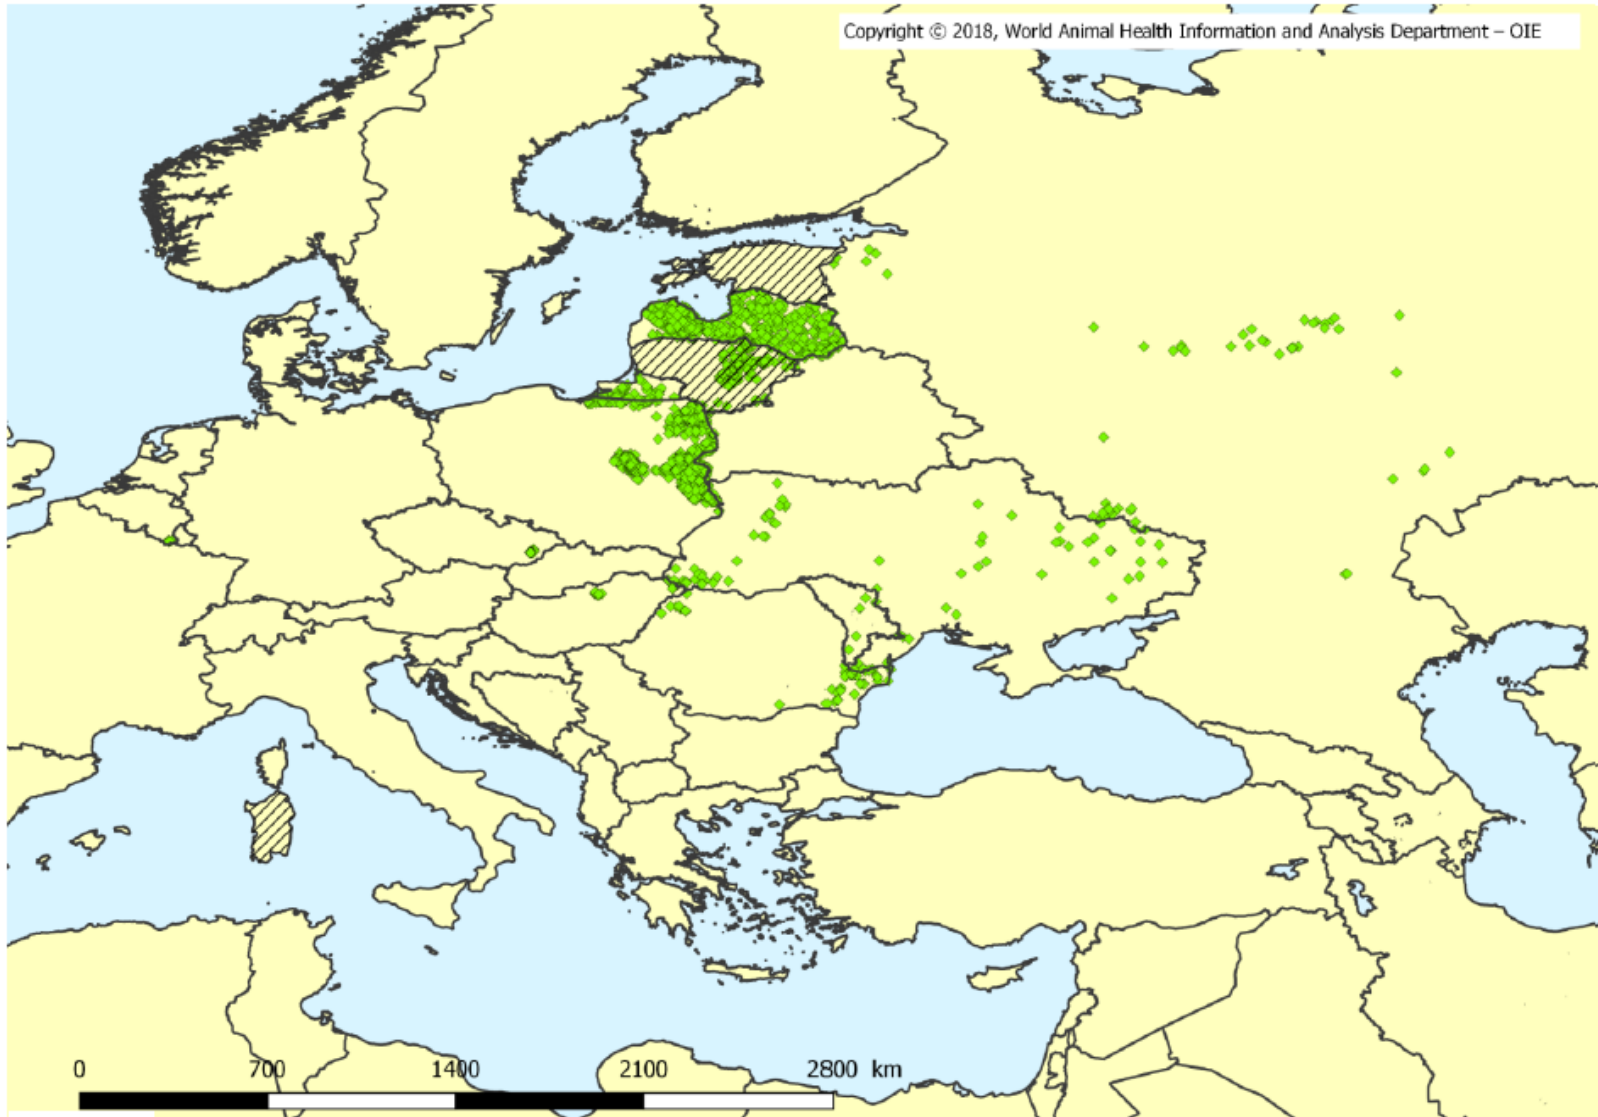 Copyright © 2018, World Animal Health Information and Analysis Department – OIE
0 700 1400 2100 2800 km